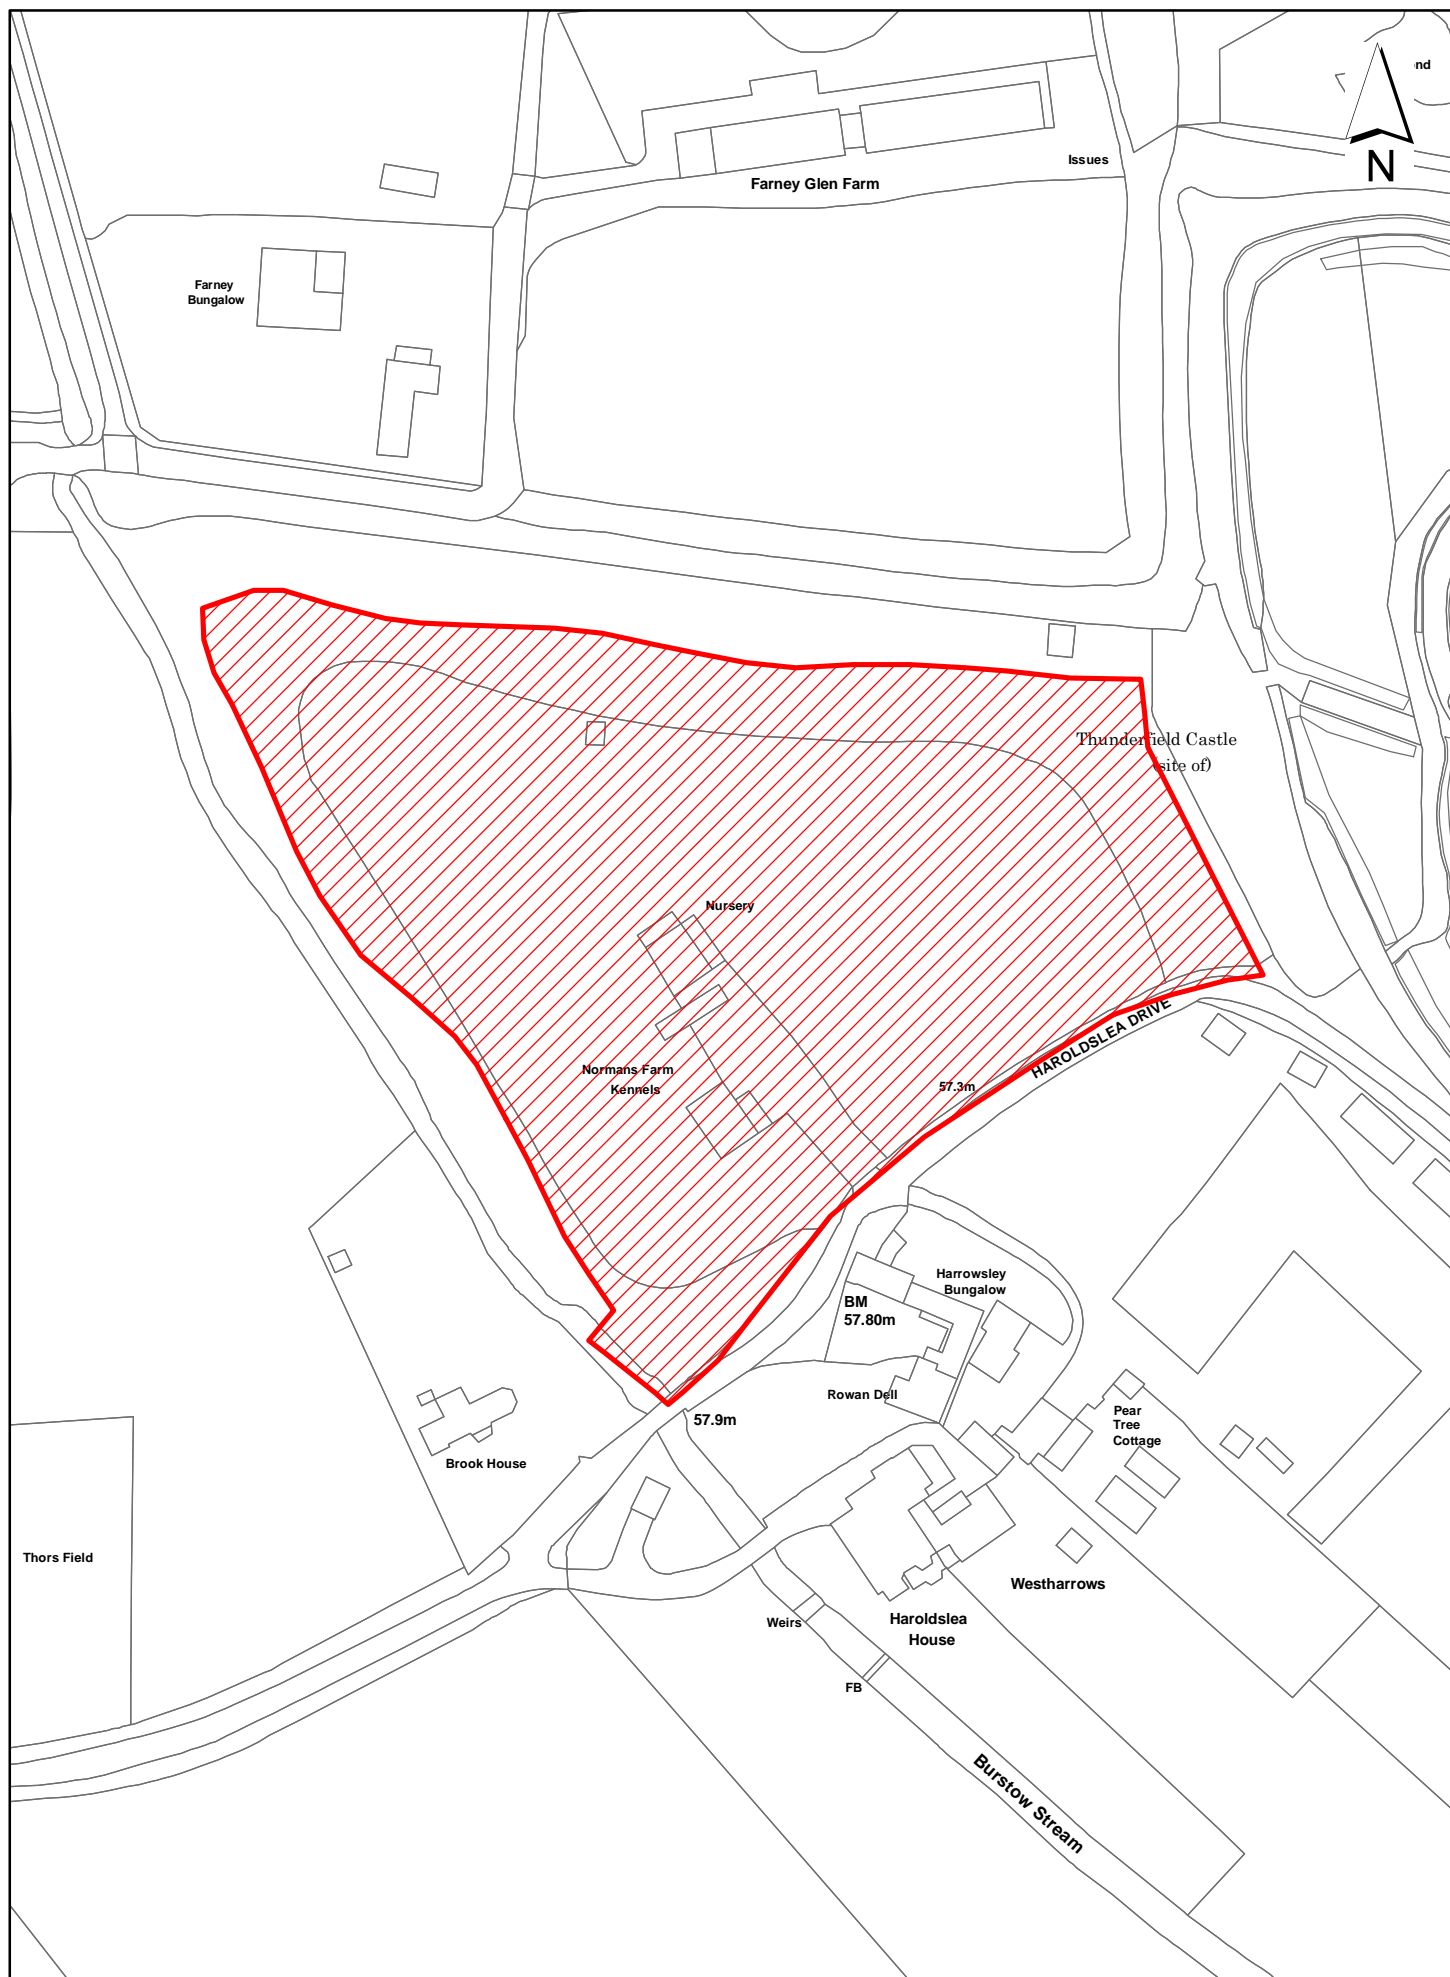 N
Issues
Farney Glen Farm
Farney
Bungalow
Thunderfield Castle
(site of)
Nursery
Normans Farm
Kennels
57.3m
HAROLDSLEA DRIVE
Harrowsley
Bungalow
BM
57.80m
Rowan Dell
57.9m
Pear
Tree
Cottage
Brook House
Thors Field
Westharrows
Weirs
Haroldslea
House
FB
Burstow Stream